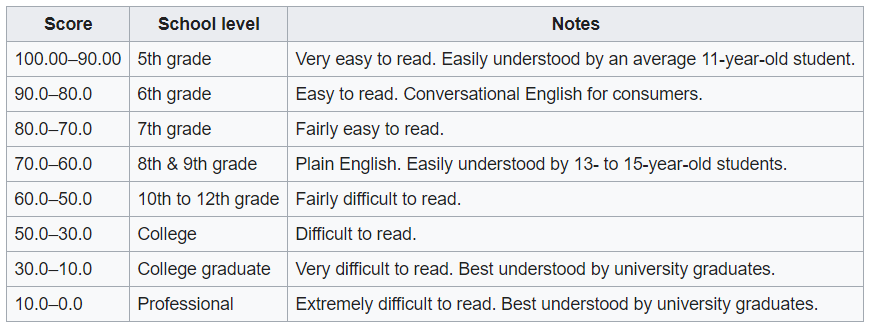 Score School level Notes
100.00–90.00 5th grade Very easy to read. Easily understood by an average 11-year-old student.
90.0–80.0 6th grade Easy to read. Conversational English for consumers.
80.0–70.0 7th grade Fairly easy to read.
70.0–60.0 8th & 9th grade Plain English. Easily understood by 13- to 15-year-old students.
60.0–50.0 10th to 12th grade Fairly difficult to read.
50.0–30.0 College Difficult to read.
30.0–10.0 College graduate Very difficult to read. Best understood by university graduates.
10.0–0.0 Professional Extremely difficult to read. Best understood by university graduates.